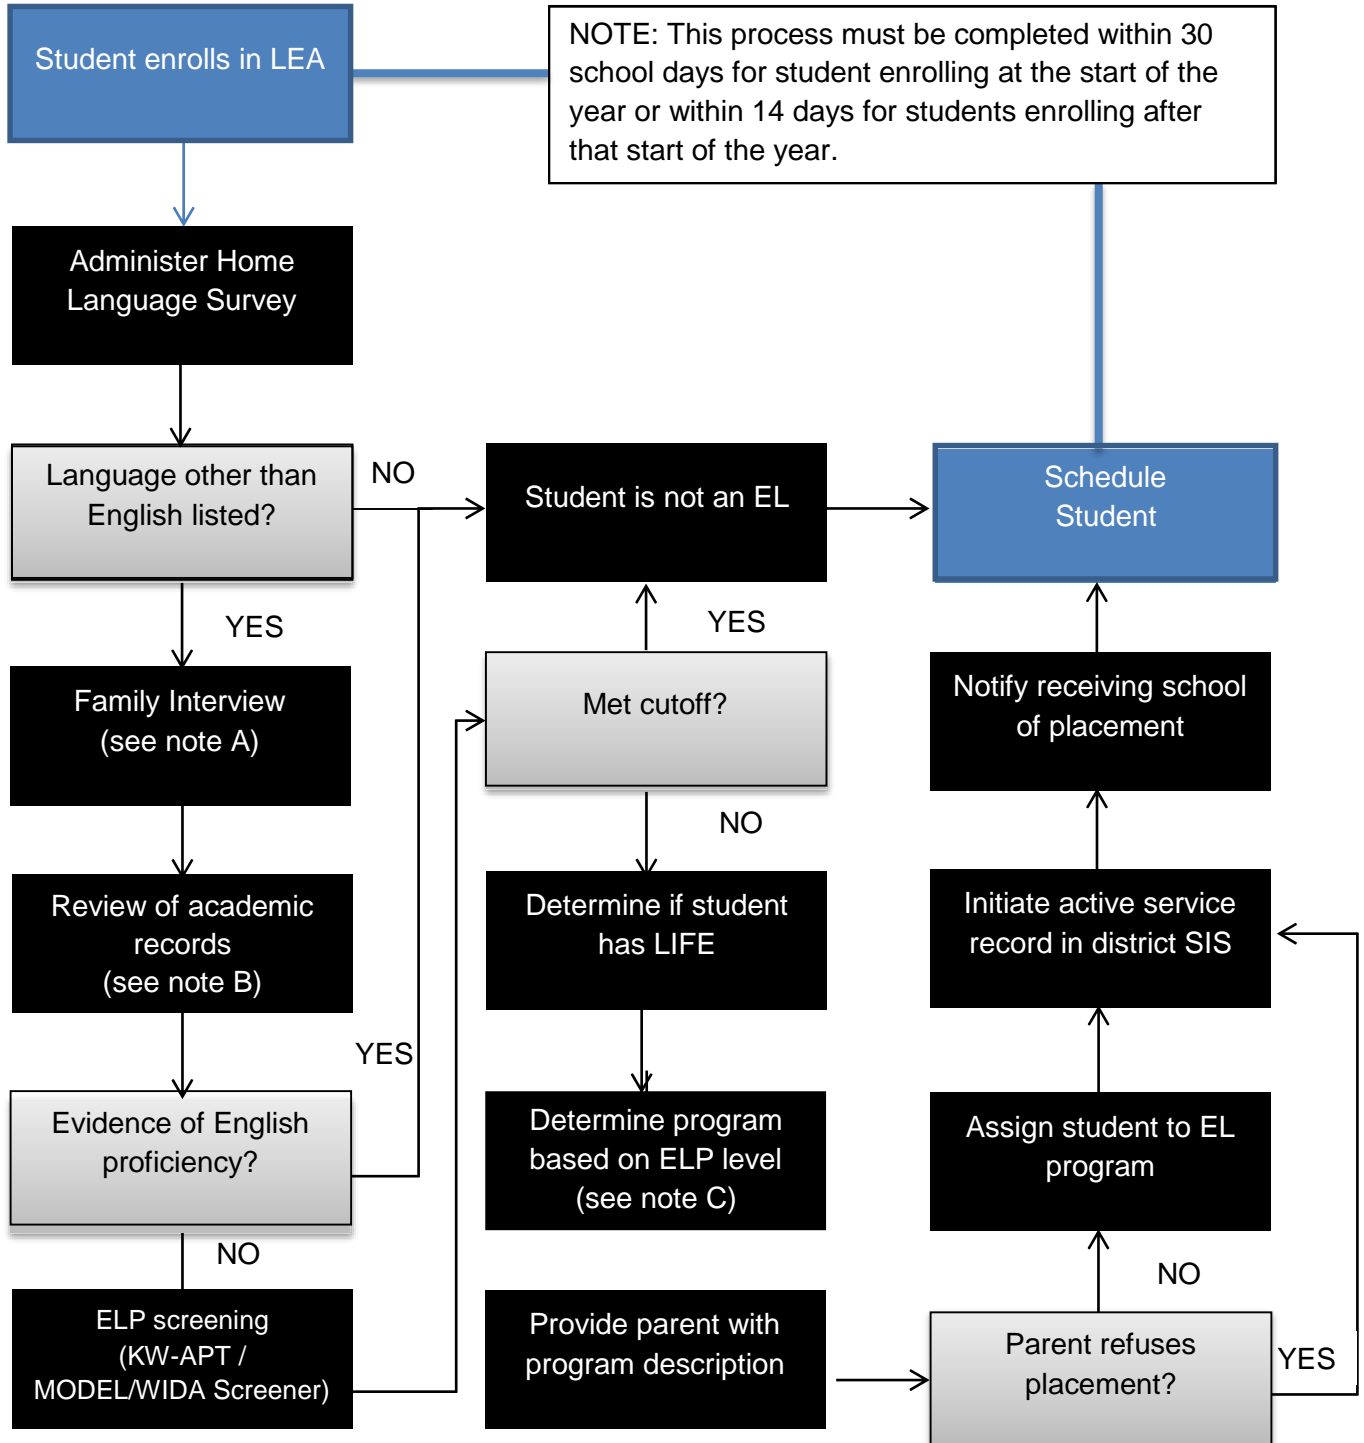 Student enrolls in LEA
NOTE: This process must be completed within 30
school days for student enrolling at the start of the
year or within 14 days for students enrolling after
that start of the year.
Administer Home
Language Survey
Language other than
English listed?
NO
Student is not an EL
Schedule
Student
YES
YES
Family Interview
(see note A)
Met cutoff?
Notify receiving school
of placement
NO
Review of academic
records
(see note B)
Determine if student
has LIFE
Initiate active service
record in district SIS
YES
Evidence of English
proficiency?
Determine program
based on ELP level
(see note C)
Assign student to EL
program
NO
NO
ELP screening
(KW-APT /
MODEL/WIDA Screener)
Provide parent with
program description
Parent refuses
placement?
YES